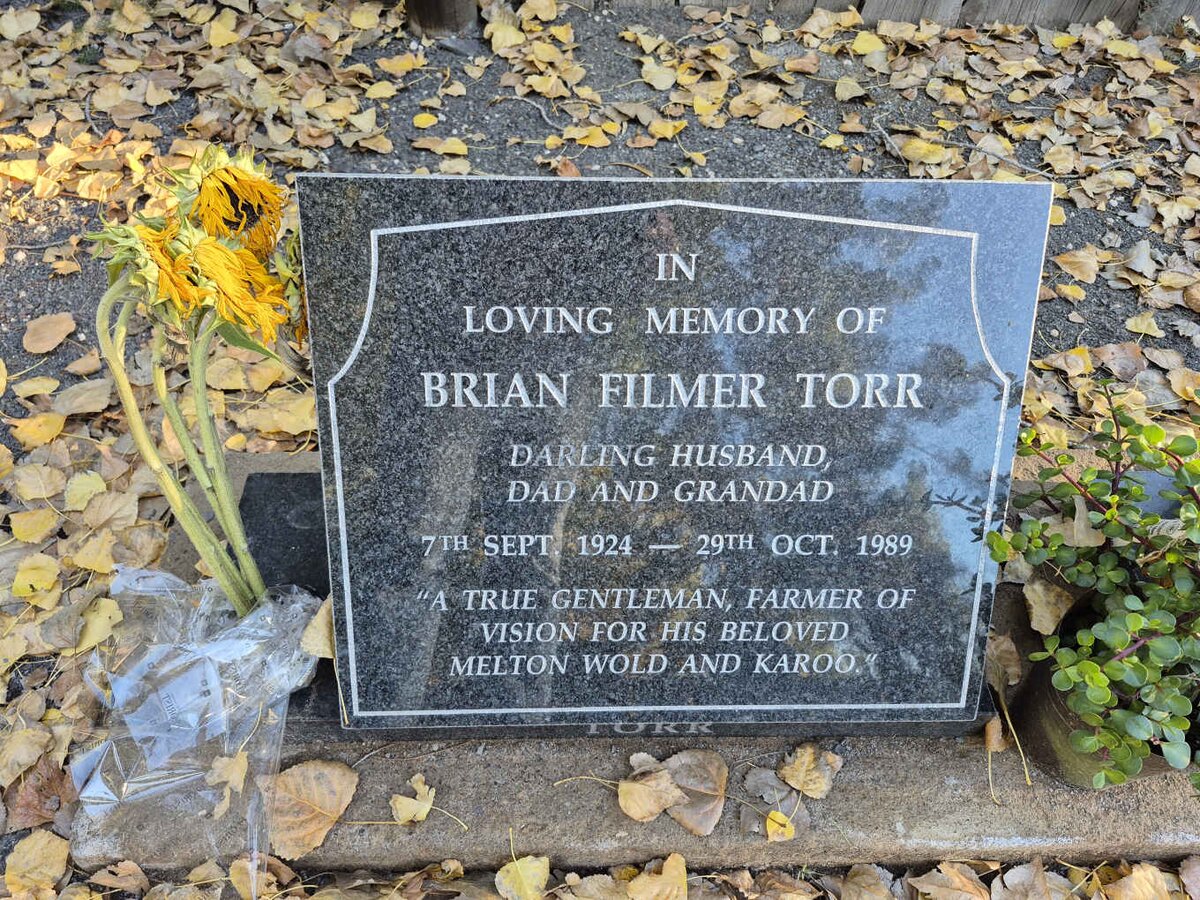 IN
LOVING MEMORY OF
BRIAN FILMER TORR
DARLING HUSBAND,
DAD AND GRANDAD
7TH SEPT. 1924 — 29TH OCT. 1989
"A TRUE GENTLEMAN, FARMER OF
VISION FOR HIS BELOVED
MELTON WOLD AND KAROO."
TORR